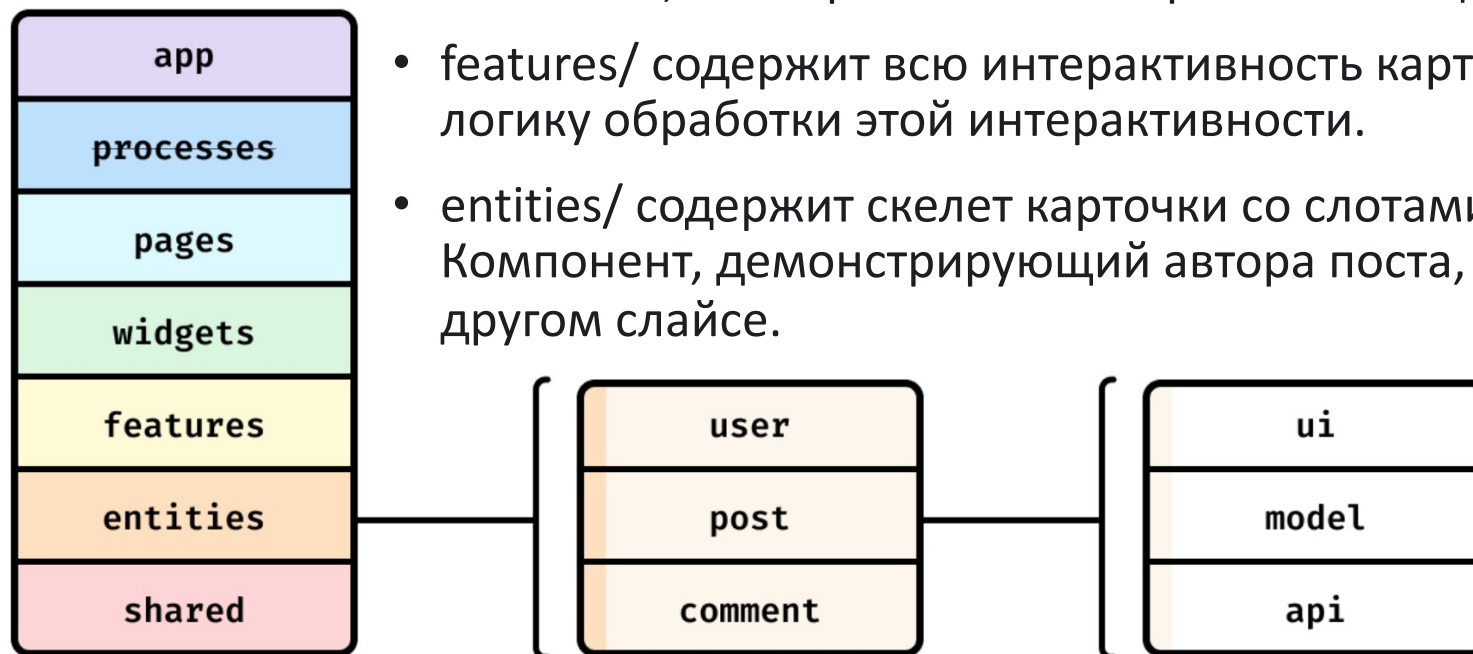 app
processes
pages
widgets
features
entities
shared
• features/ содержит всю интерактивность карт
логику обработки этой интерактивности.
• entities/ содержит скелет карточки со слотами
Компонент, демонстрирующий автора поста,
другом слайсе.
user
post
comment
ui
model
api